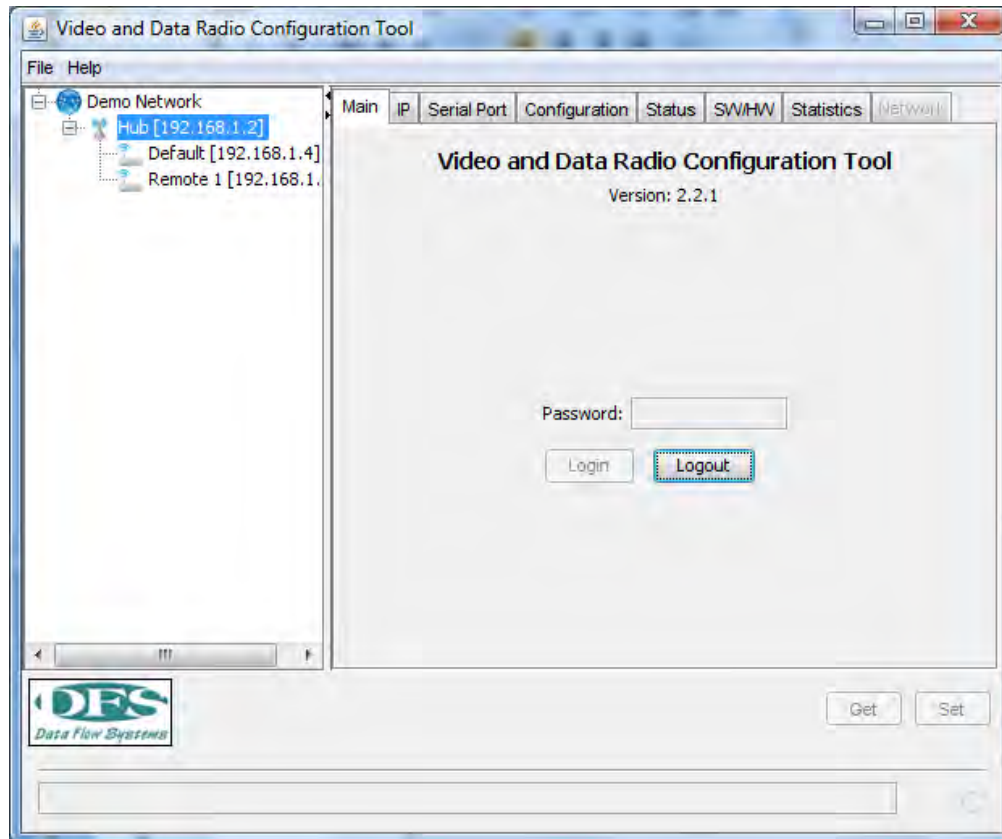 Video and Data Radio Configuration Tool
File Help
Demo Network
Hub [192.168.1.2]
Default [192.168.1.4]
Remote 1 [192.168.1.
Main IP Serial Port Configuration Status SW/HW Statistics Network
Video and Data Radio Configuration Tool
Version: 2.2.1
Password:
Login Logout
DFS
Data Flow Systems
Get Set